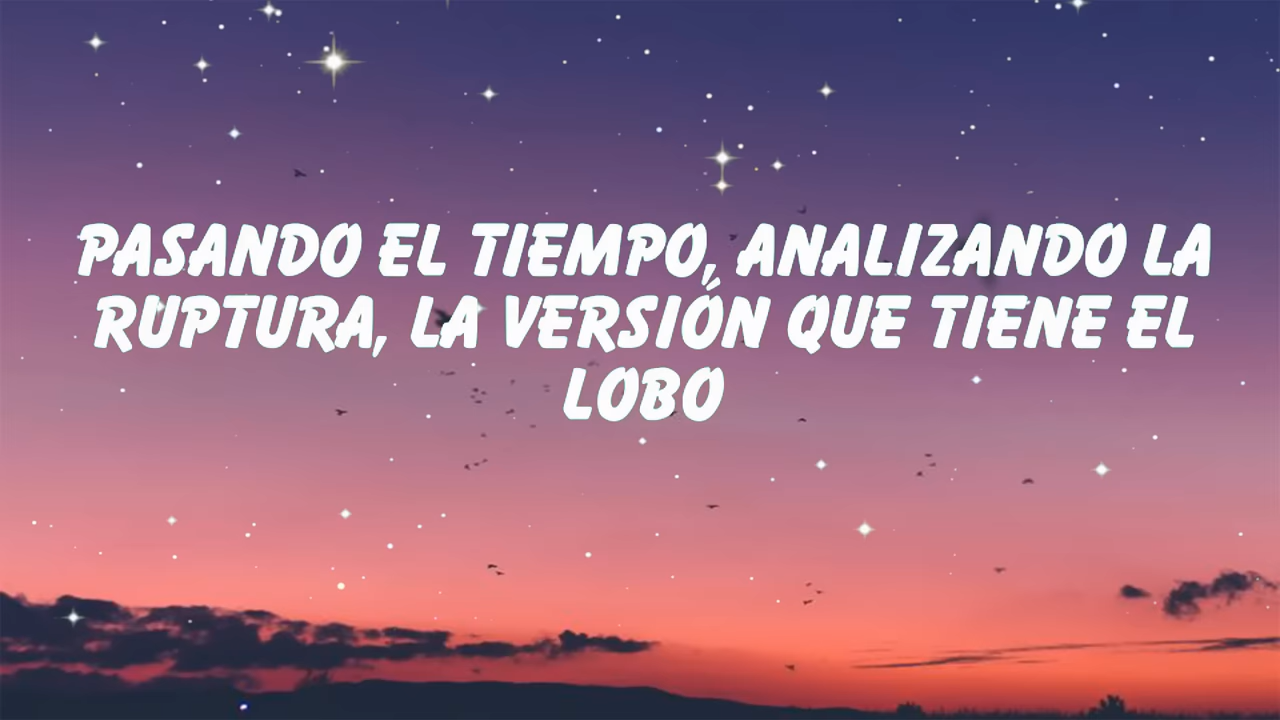 PASANDO EL TIEMPO, ANALIZANDO LA
RUPTURA, LA VERSIÓN QUE TIENE EL
LOBO